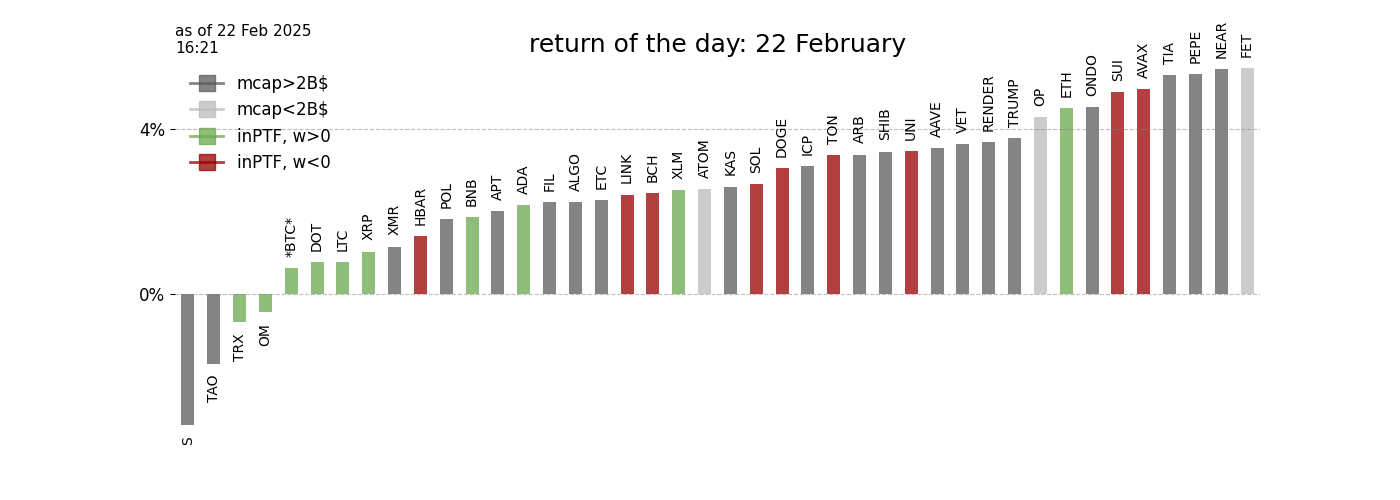 as of 22 Feb 2025
16:21
return of the day: 22 February
mcap>2B$
mcap<2B$
inPTF, w>0
inPTF, w<0
4%
0%
S
TAO
TRX
OM
*BTC*
DOT
LTC
XRP
XMR
HBAR
POL
BNB
APT
ADA
FIL
ALGO
ETC
LINK
BCH
XLM
ATOM
KAS
SOL
DOGE
ICP
TON
ARB
SHIB
UNI
AAVE
VET
RENDER
TRUMP
OP
ETH
ONDO
SUI
AVAX
TIA
PEPE
NEAR
FET